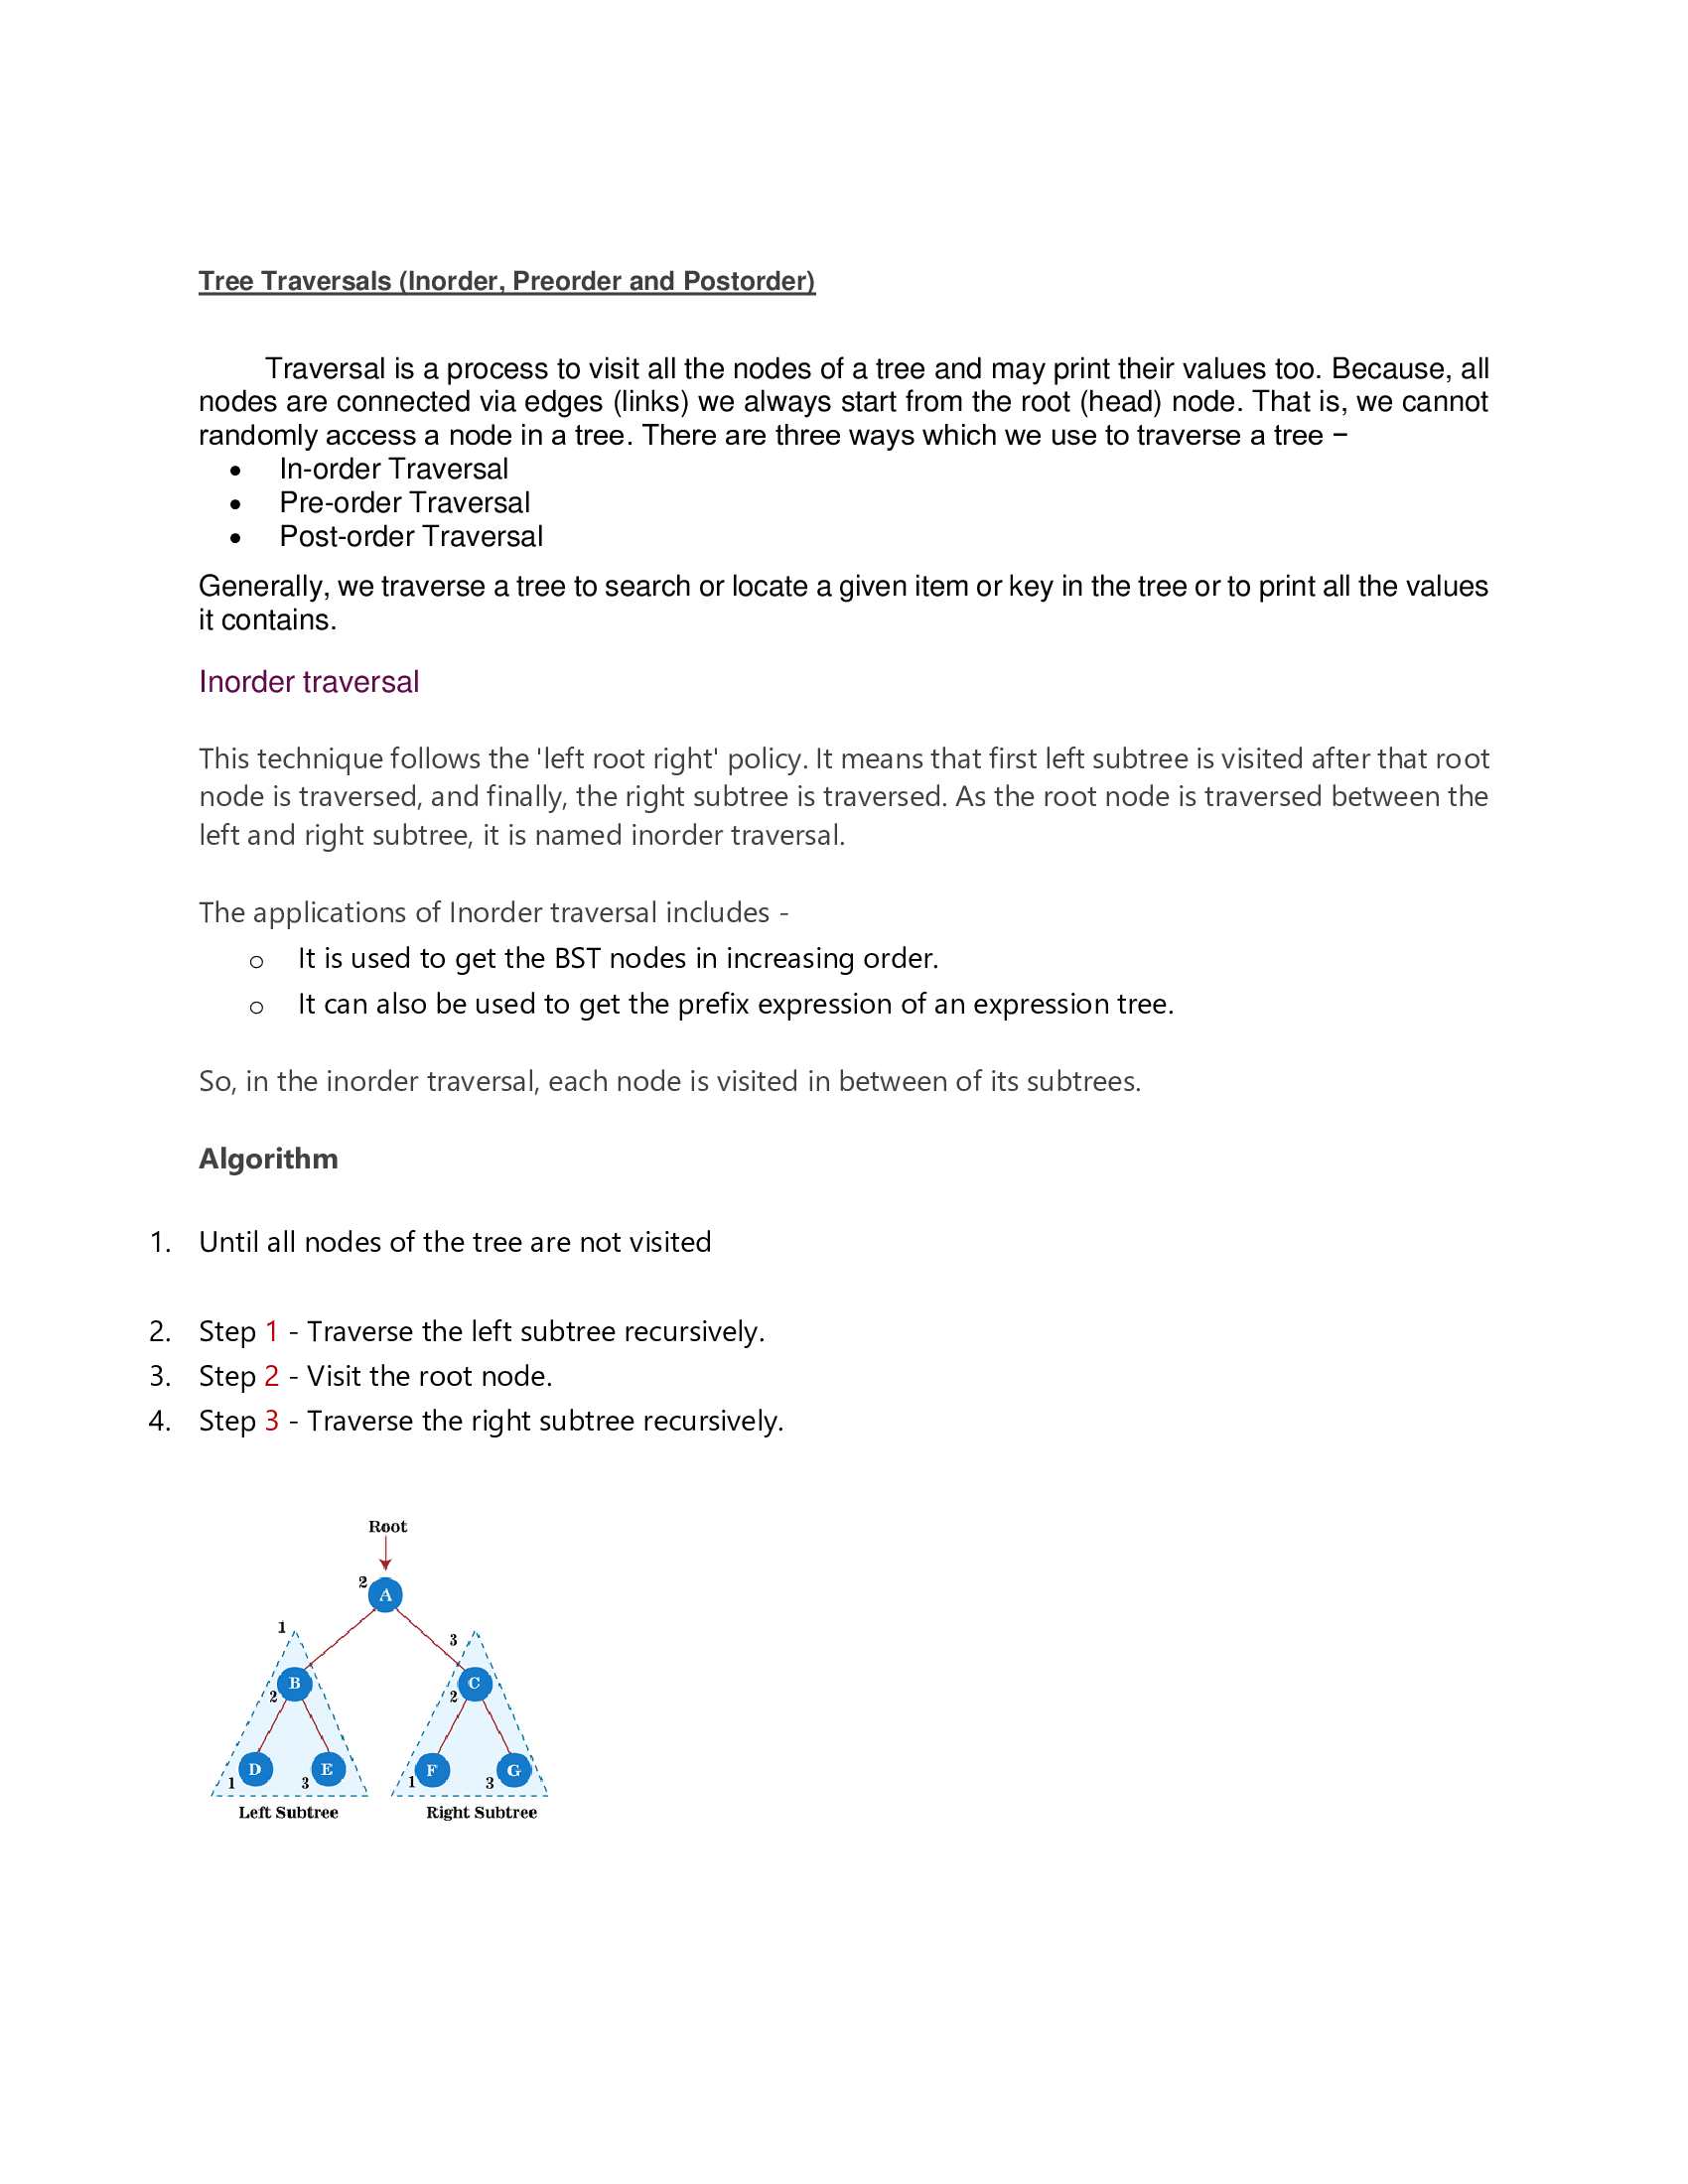 Tree Traversals (Inorder, Preorder and Postorder)
Traversal is a process to visit all the nodes of a tree and may print their values too. Because, all
nodes are connected via edges (links) we always start from the root (head) node. That is, we cannot
randomly access a node in a tree. There are three ways which we use to traverse a tree −
• In-order Traversal
• Pre-order Traversal
• Post-order Traversal
Generally, we traverse a tree to search or locate a given item or key in the tree or to print all the values
it contains.
Inorder traversal
This technique follows the 'left root right' policy. It means that first left subtree is visited after that root
node is traversed, and finally, the right subtree is traversed. As the root node is traversed between the
left and right subtree, it is named inorder traversal.
The applications of Inorder traversal includes -
o It is used to get the BST nodes in increasing order.
o It can also be used to get the prefix expression of an expression tree.
So, in the inorder traversal, each node is visited in between of its subtrees.
Algorithm
1. Until all nodes of the tree are not visited
2. Step 1 - Traverse the left subtree recursively.
3. Step 2 - Visit the root node.
4. Step 3 - Traverse the right subtree recursively.
Root
2 A
1 3
B C
2 2
D E F G
1 3 1 3
Left Subtree Right Subtree